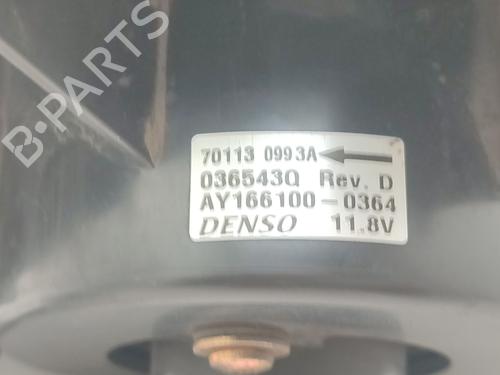 B-PARTS
70113 0993A
036543Q Rev. D
AY166100-0364
DENSO 11.8V